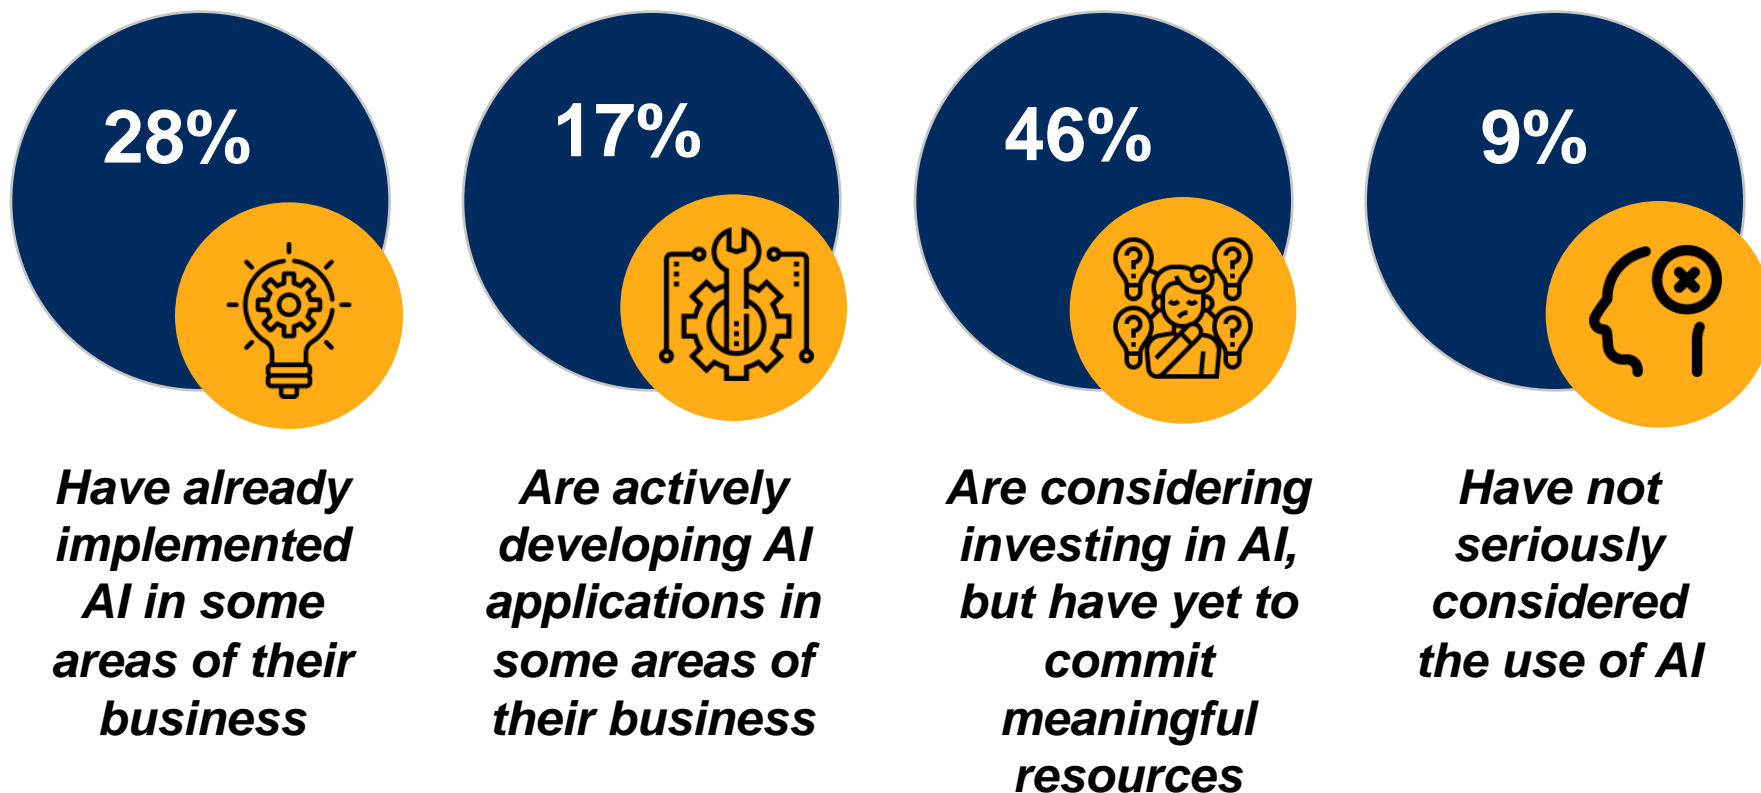 28%
Have already
implemented
AI in some
areas of their
business
17%
Are actively
developing AI
applications in
some areas of
their business
46%
Are considering
investing in AI,
but have yet to
commit
meaningful
resources
9%
Have not
seriously
considered
the use of AI